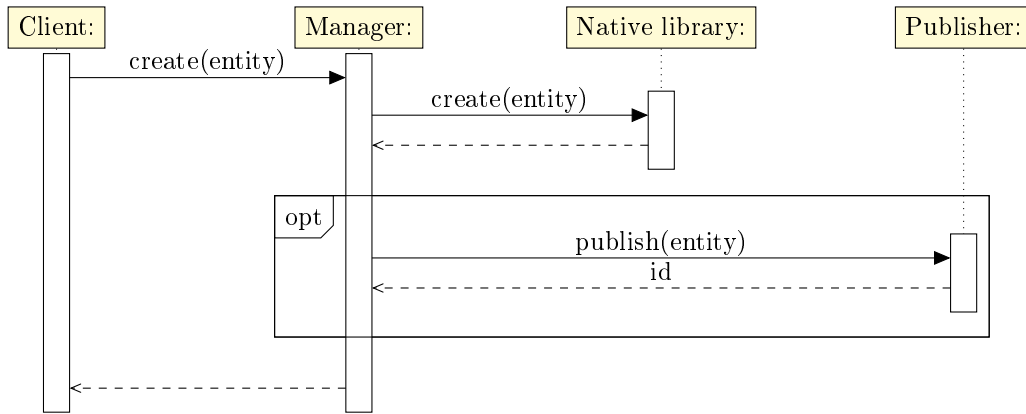 Client:
Manager:
Native library:
Publisher:
create(entity)
create(entity)
opt
publish(entity)
id